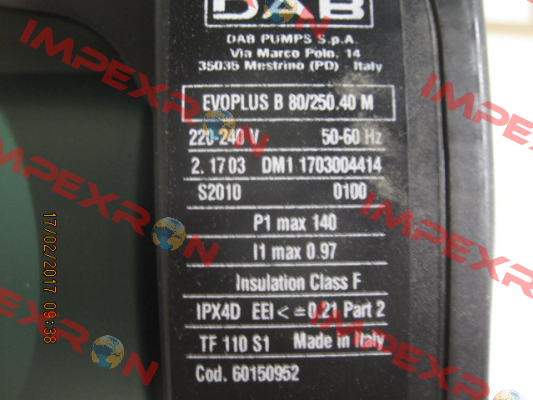 DAB
DAB PUMPS S.p.A.
Via Marco Polo, 14
35035 Mestrino (PD) - Italy
EVOPLUS B 80/250.40 M
220-240 V 50-60 Hz
2. 1703 DM1 1703004414
S2010 0100
P1 max 140
I1 max 0.97
Insulation Class F
IPX4D EEI <=0.21 Part 2
TF 110 S1 Made in Italy
Cod. 60150952
17/02/2017 09:38
IMPEXRON
IMPEXRON
IMPEXRON
IMPEXRON